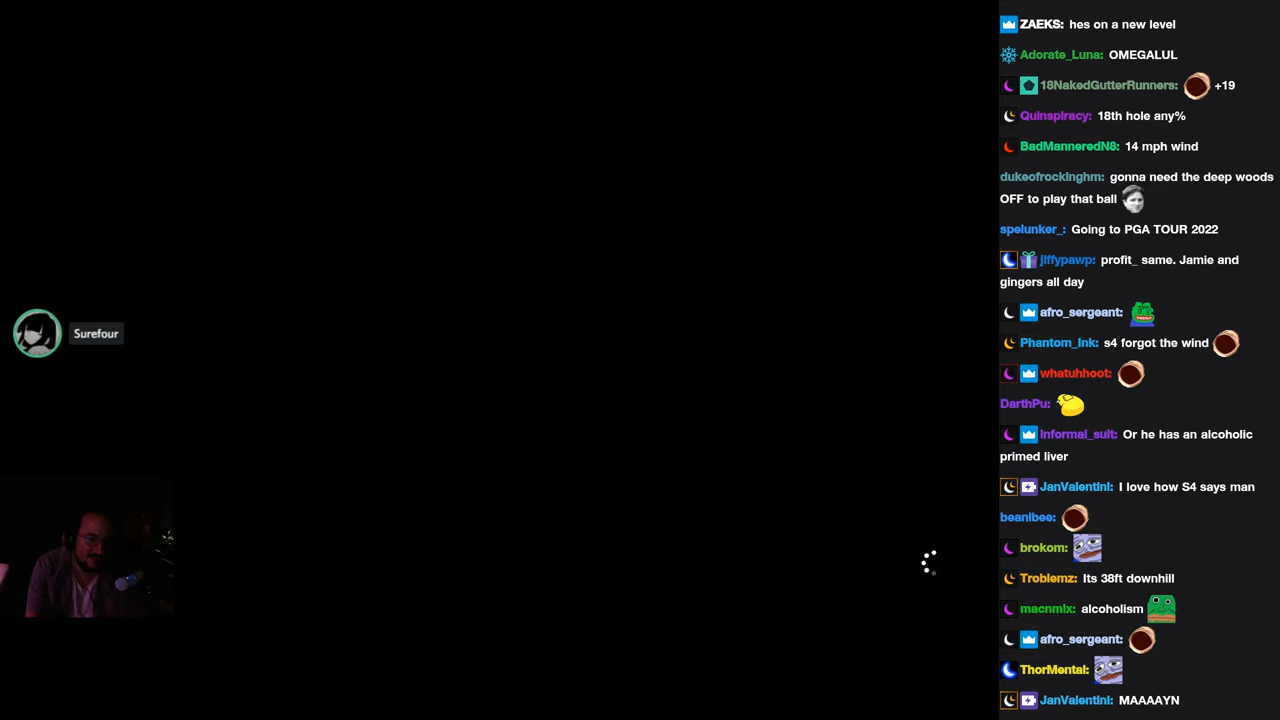 ZAEKS: hes on a new level
Adorate_Luna: OMEGALUL
18NakedGutterRunners: +19
Quinspiracy: 18th hole any%
BadManneredN8: 14 mph wind
dukeofrockinghm: gonna need the deep woods
OFF to play that ball
spelunker_: Going to PGA TOUR 2022
jiffypawp: profit_ same. Jamie and
gingers all day
afro_sergeant:
Phantom_Ink: s4 forgot the wind
Surefour
whatuhhoot:
DarthPu:
Informal_suit: Or he has an alcoholic
primed liver
JanValentini: I love how S4 says man
beanibee:
brokom:
Troblemz: Its 38ft downhill
macnmix: alcoholism
afro_sergeant:
ThorMental:
JanValentini: MAAAAYN